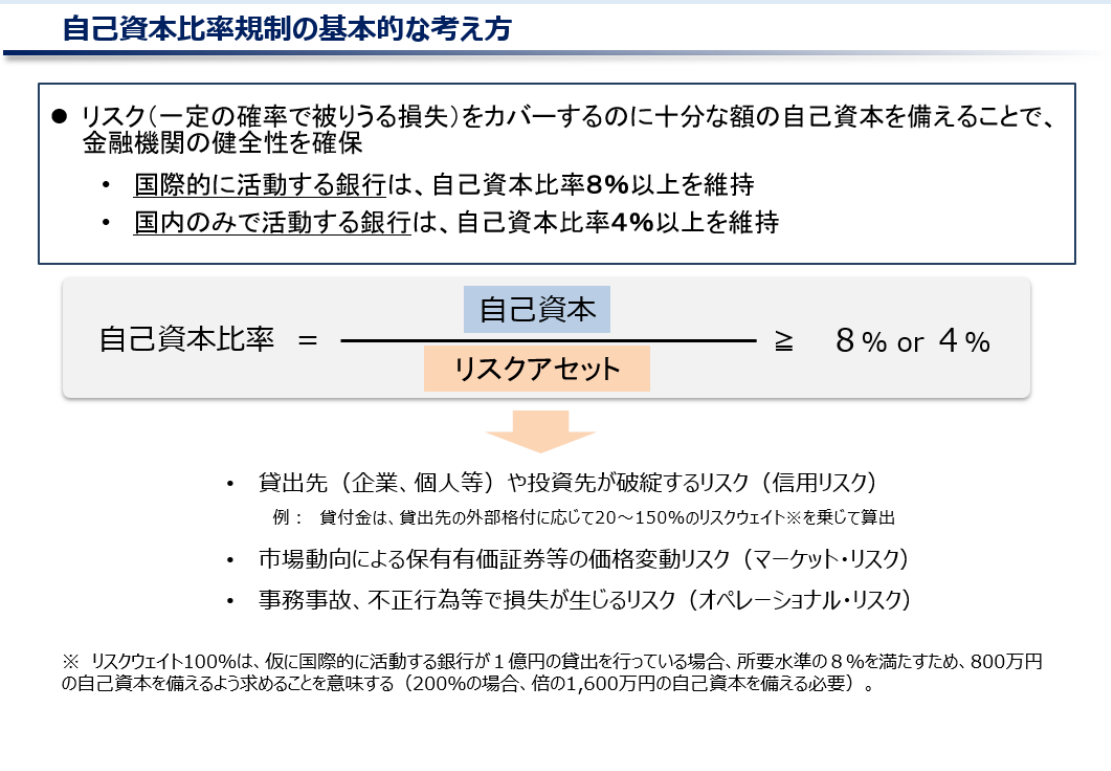 自己資本比率規制の基本的な考え方
● リスク（一定の確率で被りうる損失）をカバーするのに十分な額の自己資本を備えることで、
金融機関の健全性を確保
・ 国際的に活動する銀行は、自己資本比率8%以上を維持
・ 国内のみで活動する銀行は、自己資本比率4%以上を維持
自己資本
自己資本比率 = ≧ 8% or 4%
リスクアセット
・ 貸出先（企業、個人等）や投資先が破綻するリスク（信用リスク）
例： 貸付金は、貸出先の外部格付に応じて20～150%のリスクウェイト※を乗じて算出
・ 市場動向による保有有価証券等の価格変動リスク（マーケット・リスク）
・ 事務事故、不正行為等で損失が生じるリスク（オペレーショナル・リスク）
※ リスクウェイト100%は、仮に国際的に活動する銀行が１億円の貸出を行っている場合、所要水準の８%を満たすため、800万円
の自己資本を備えるよう求めることを意味する（200%の場合、倍の1,600万円の自己資本を備える必要）。